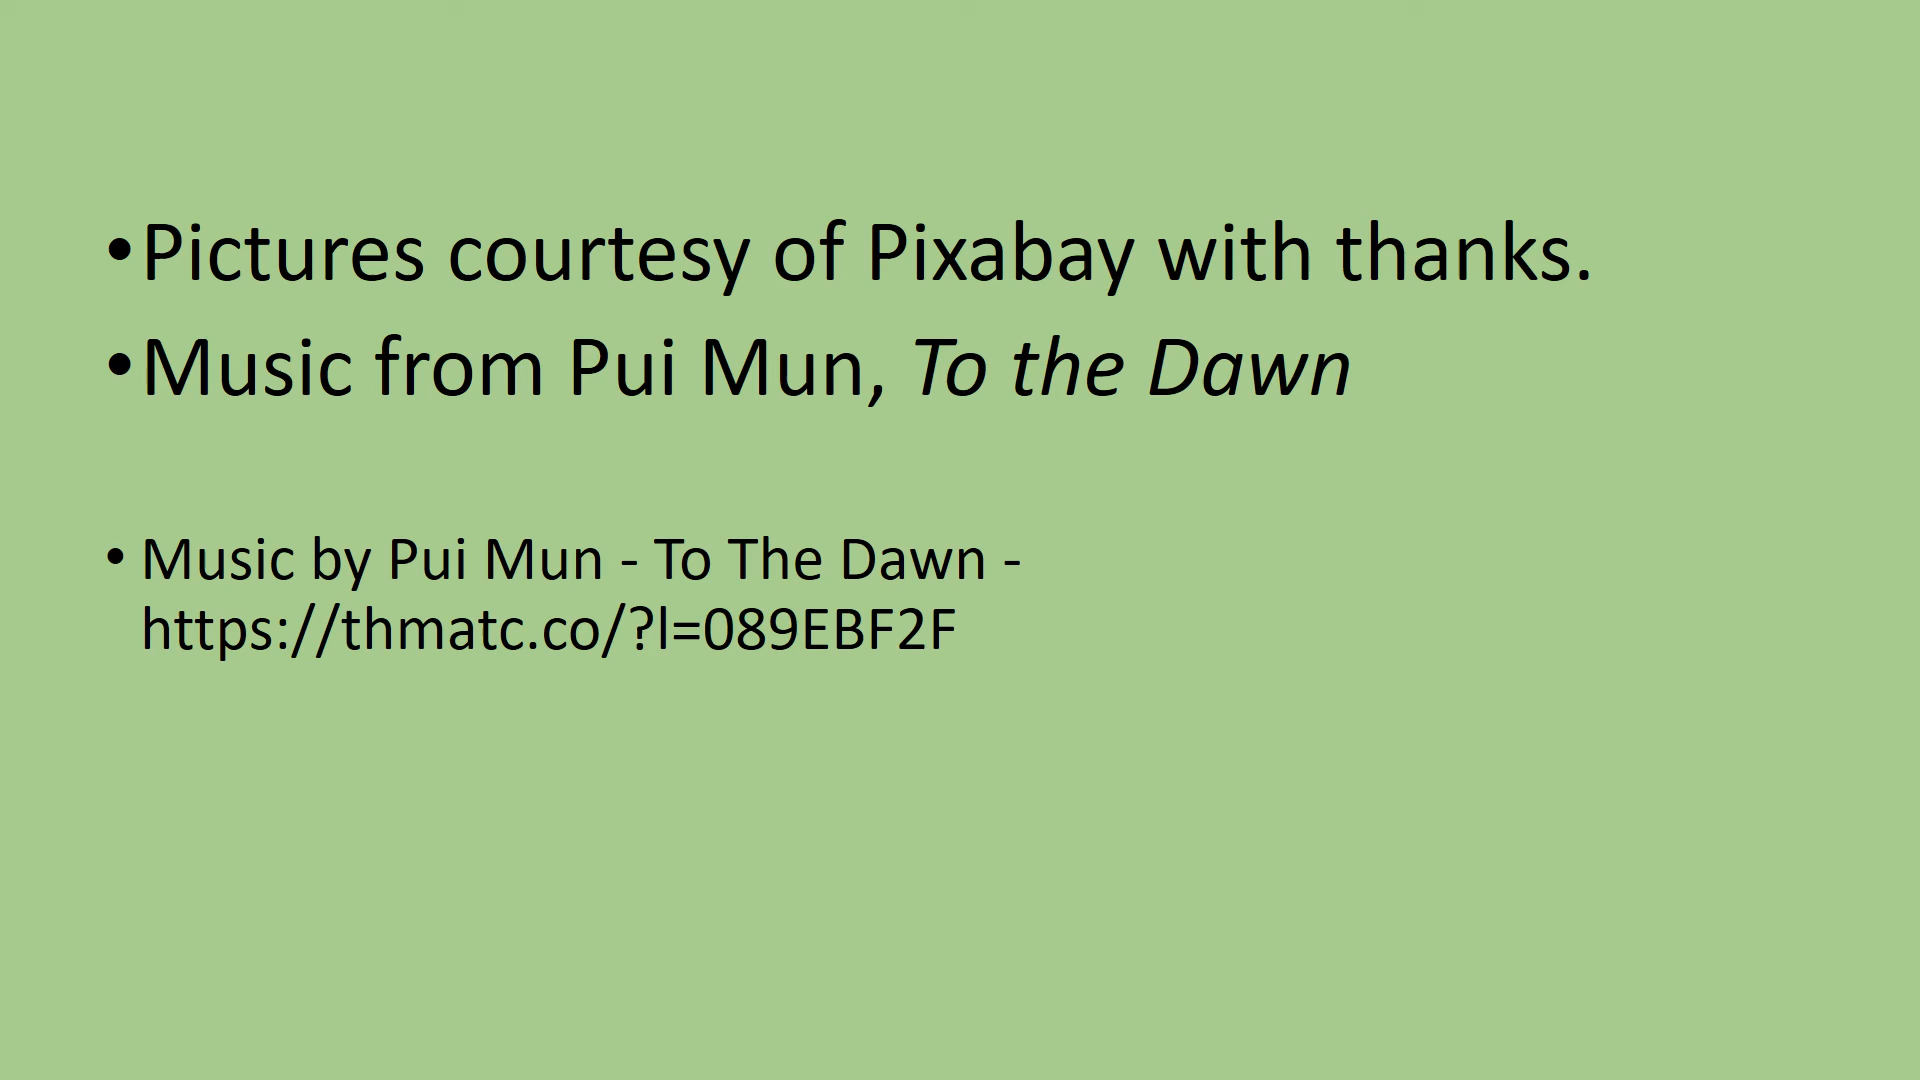 •Pictures courtesy of Pixabay with thanks.
•Music from Pui Mun, To the Dawn
• Music by Pui Mun - To The Dawn -
https://thmatc.co/?l=089EBF2F